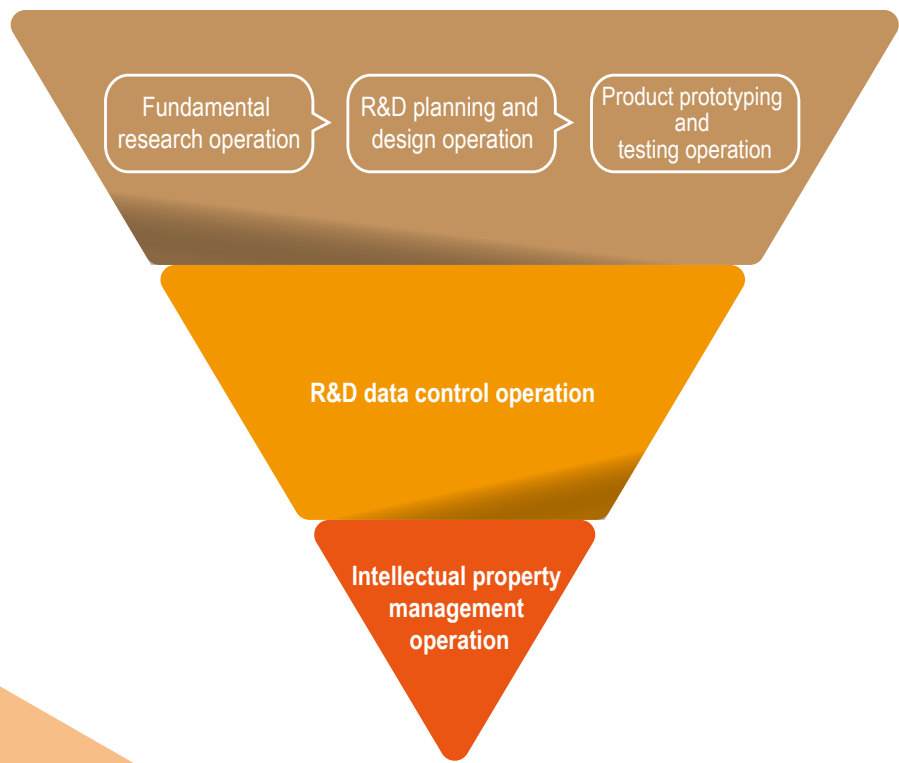 Fundamental
research operation
R&D planning and
design operation
Product prototyping
and
testing operation
R&D data control operation
Intellectual property
management
operation